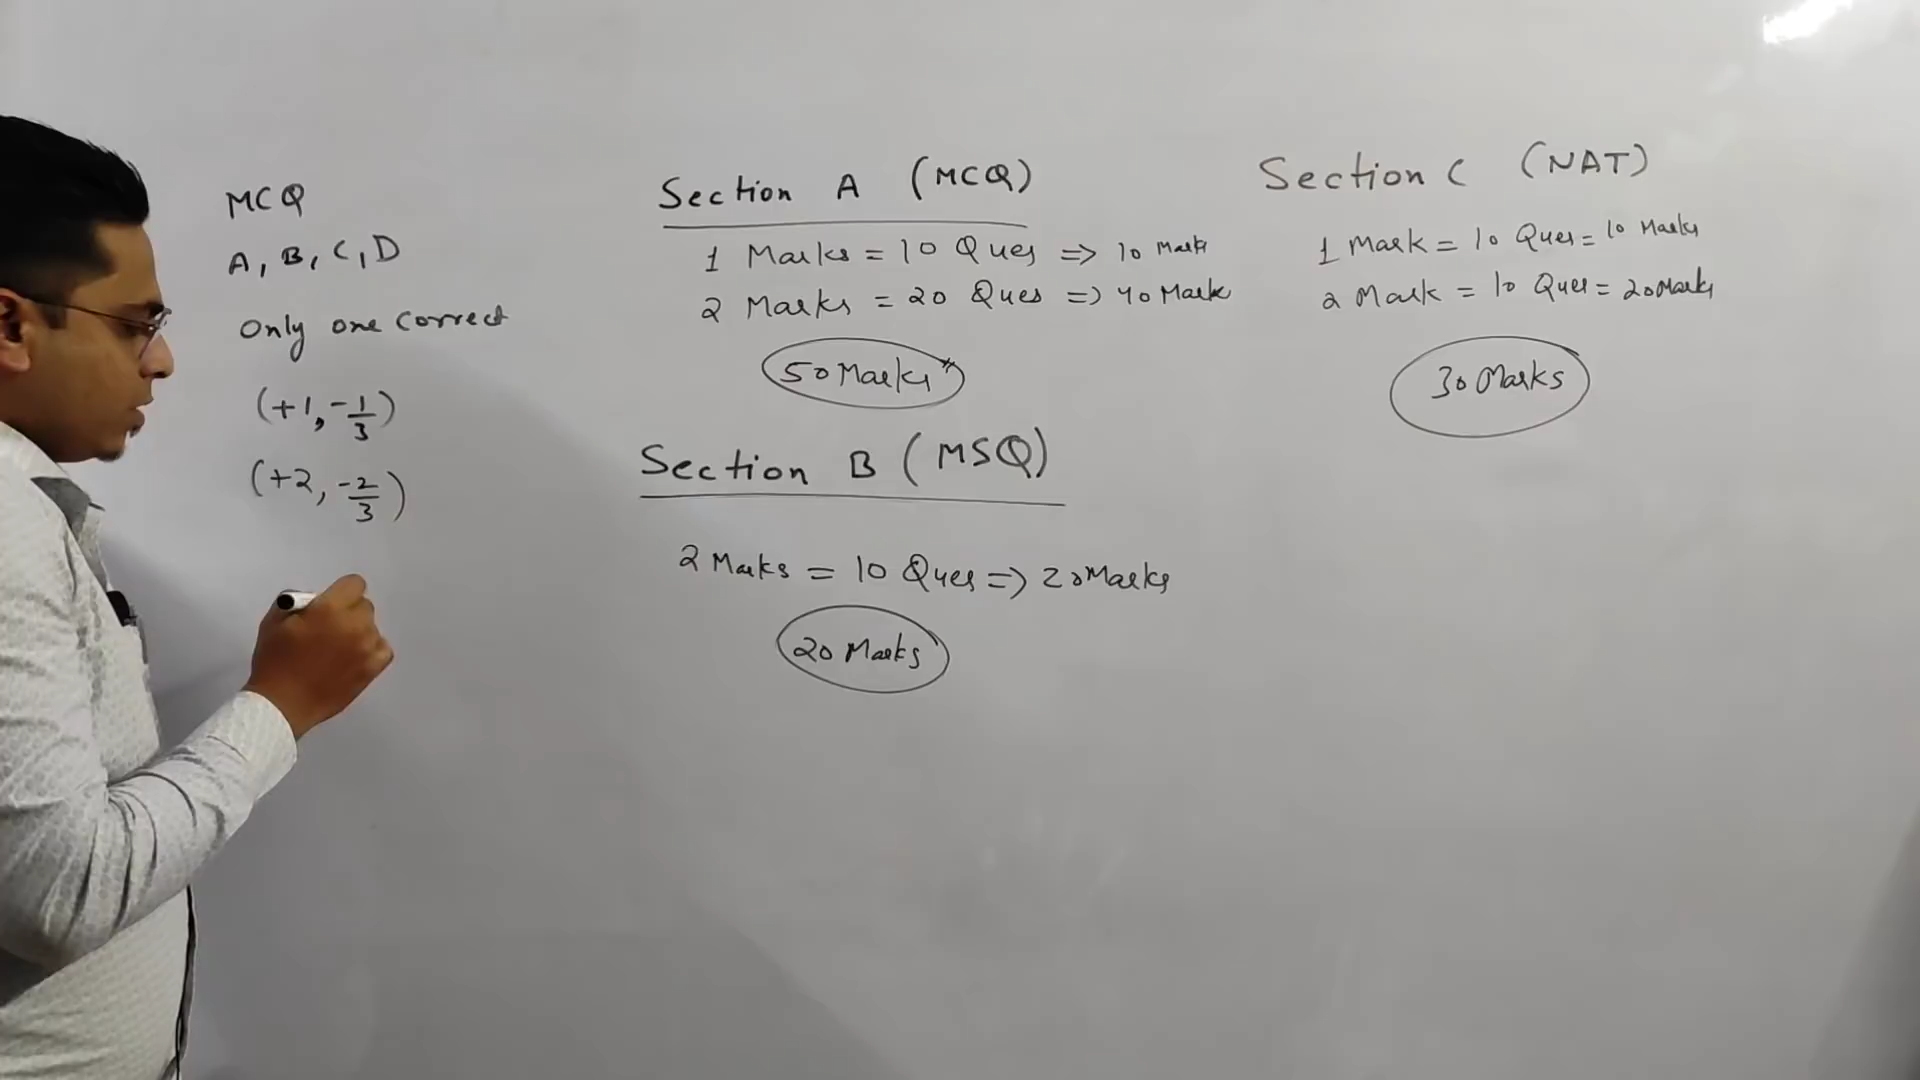 MCQ
A, B, C, D
Only one correct
(+1, -1/3)
(+2, -2/3)
Section A (MCQ)
1 Marks = 10 Ques => 10 Mark
2 Marks = 20 Ques => 40 Mark
50 Marks
Section B (MSQ)
2 Marks = 10 Ques => 20 Marks
20 Marks
Section C (NAT)
1 Mark = 10 Ques = 10 Marks
2 Mark = 10 Ques = 20 Marks
30 Marks